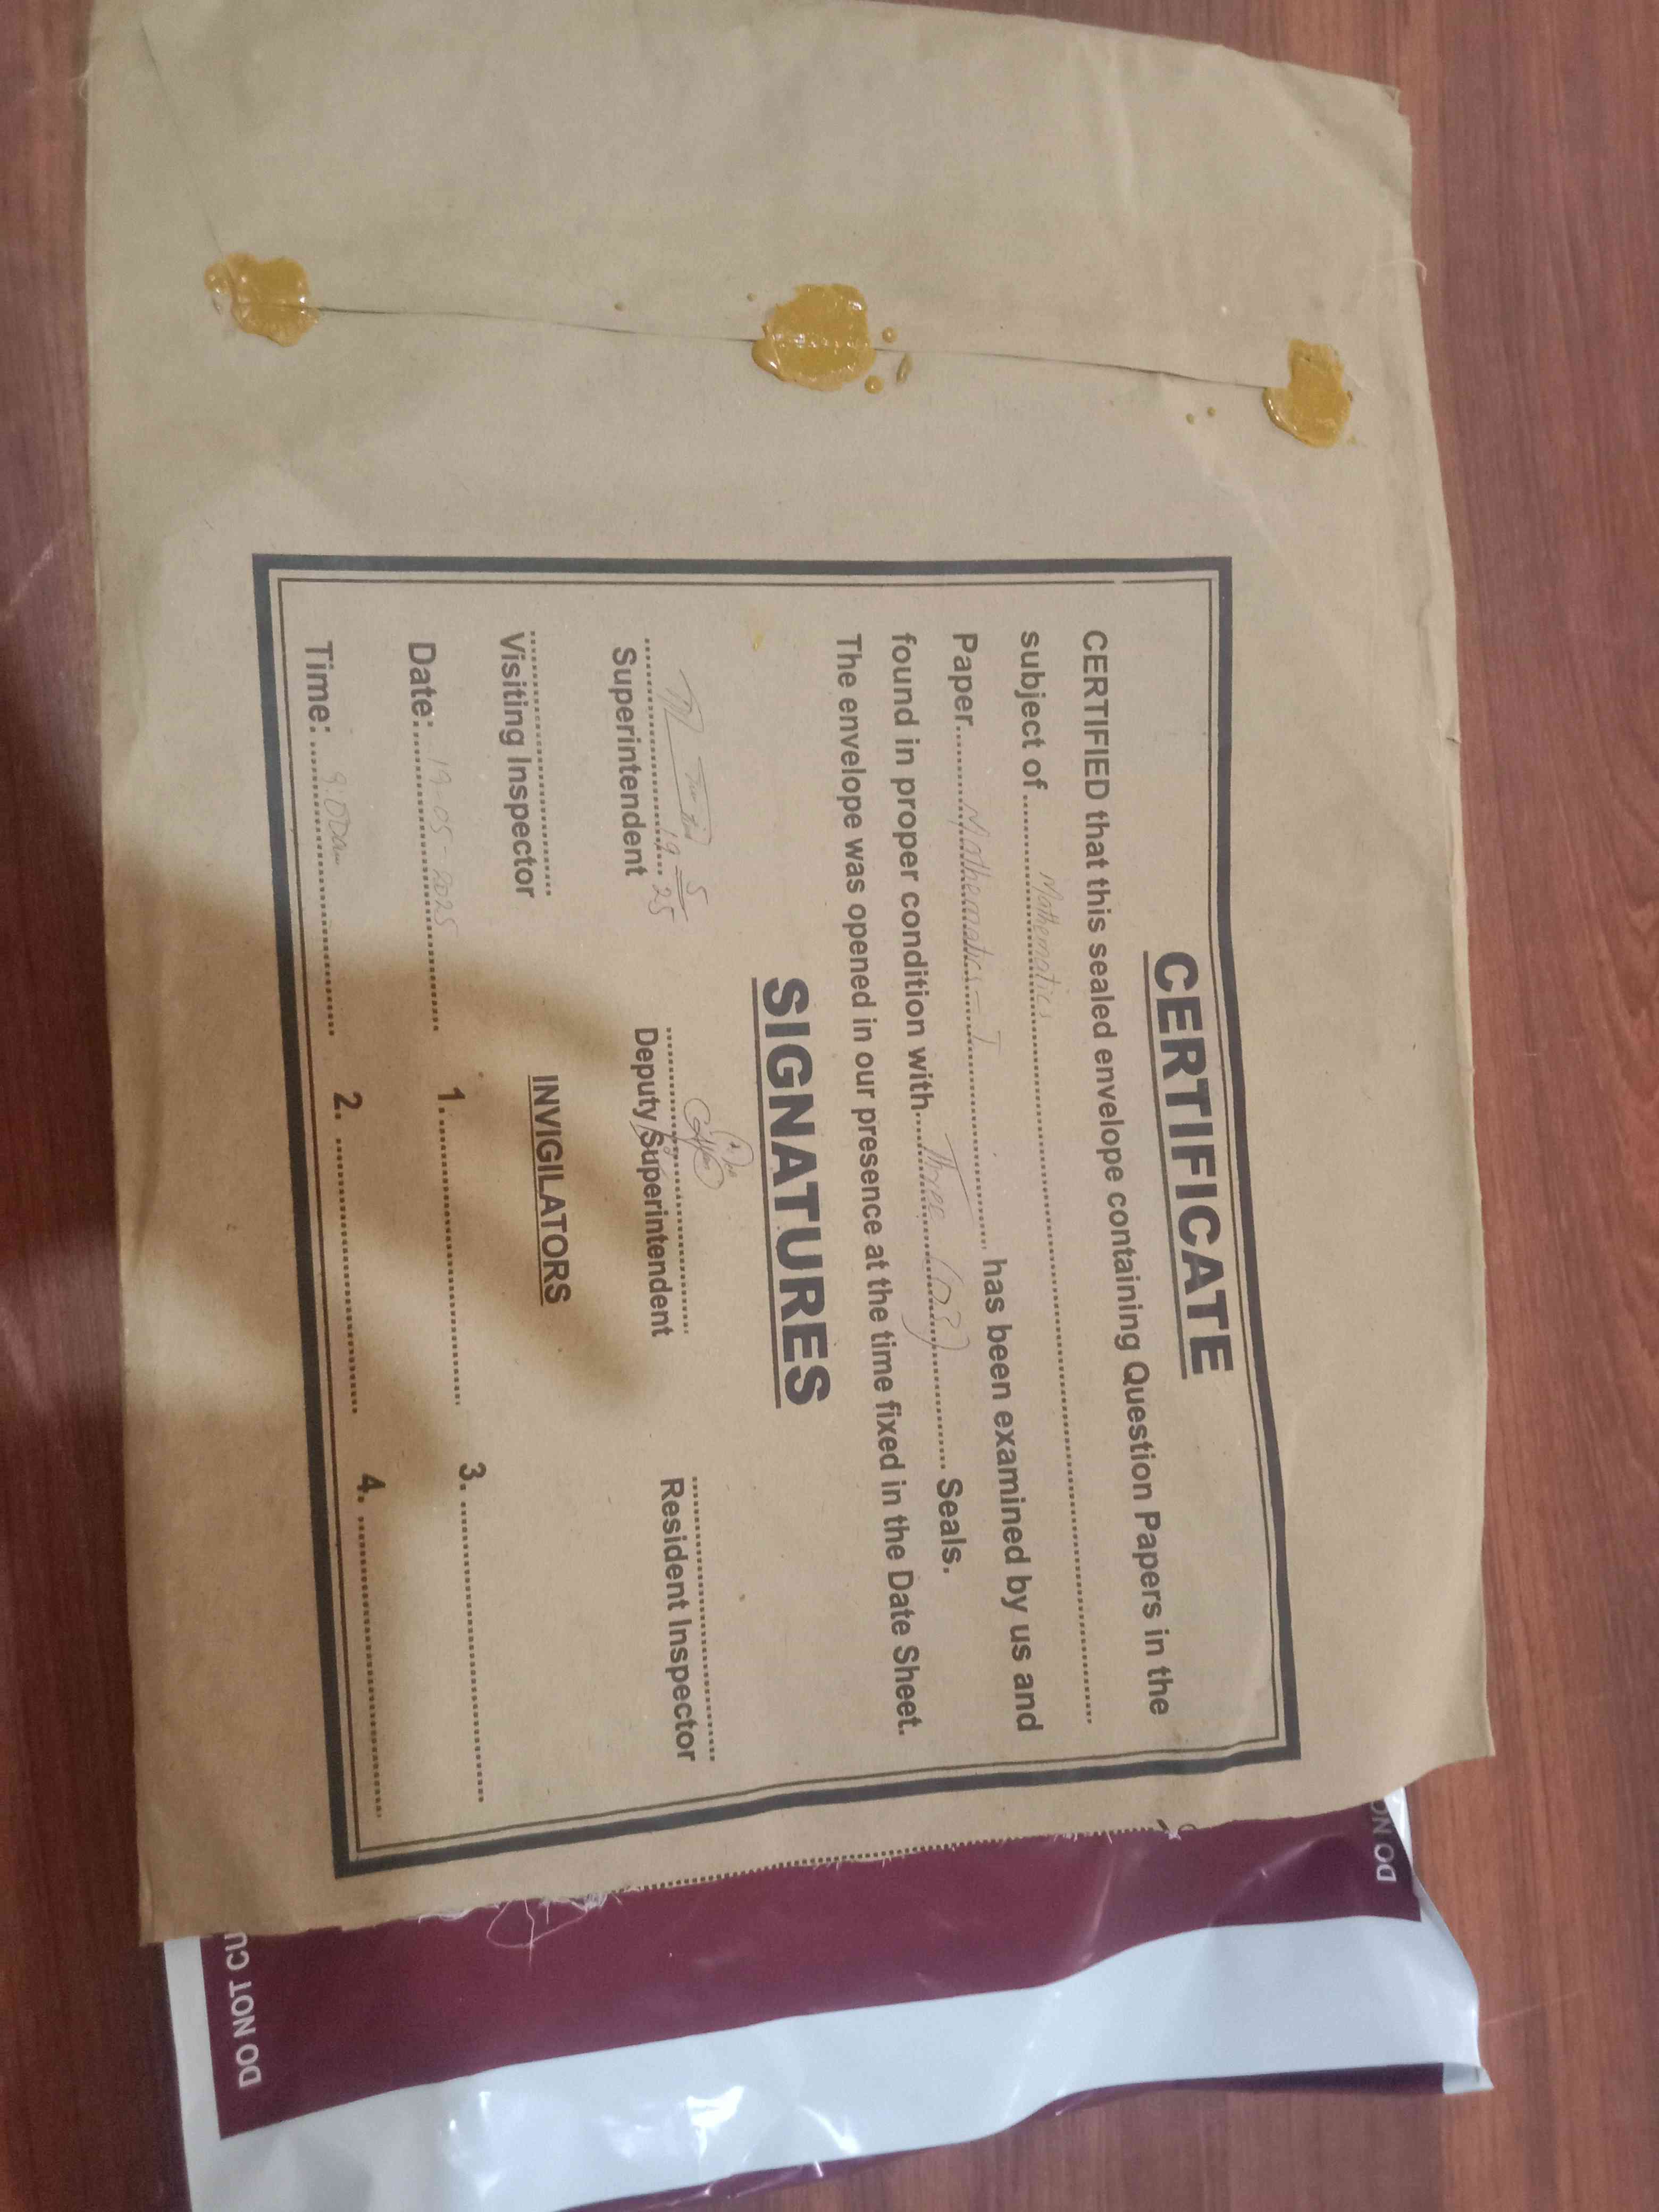 CERTIFICATE
CERTIFIED that this sealed envelope containing Question Papers in the
subject of ..... Mathematics .....
Paper..... Mathematics - I ..... has been examined by us and
found in proper condition with..... Three (03) ..... Seals.
The envelope was opened in our presence at the time fixed in the Date Sheet.
SIGNATURES
19 5 25
Superintendent
Deputy Superintendent
Resident Inspector
Visiting Inspector
INVIGILATORS
Date: 19-05-2025
1. .....
3. .....
Time: 9:00am
2. .....
4. .....
DO NO
DO NOT CU